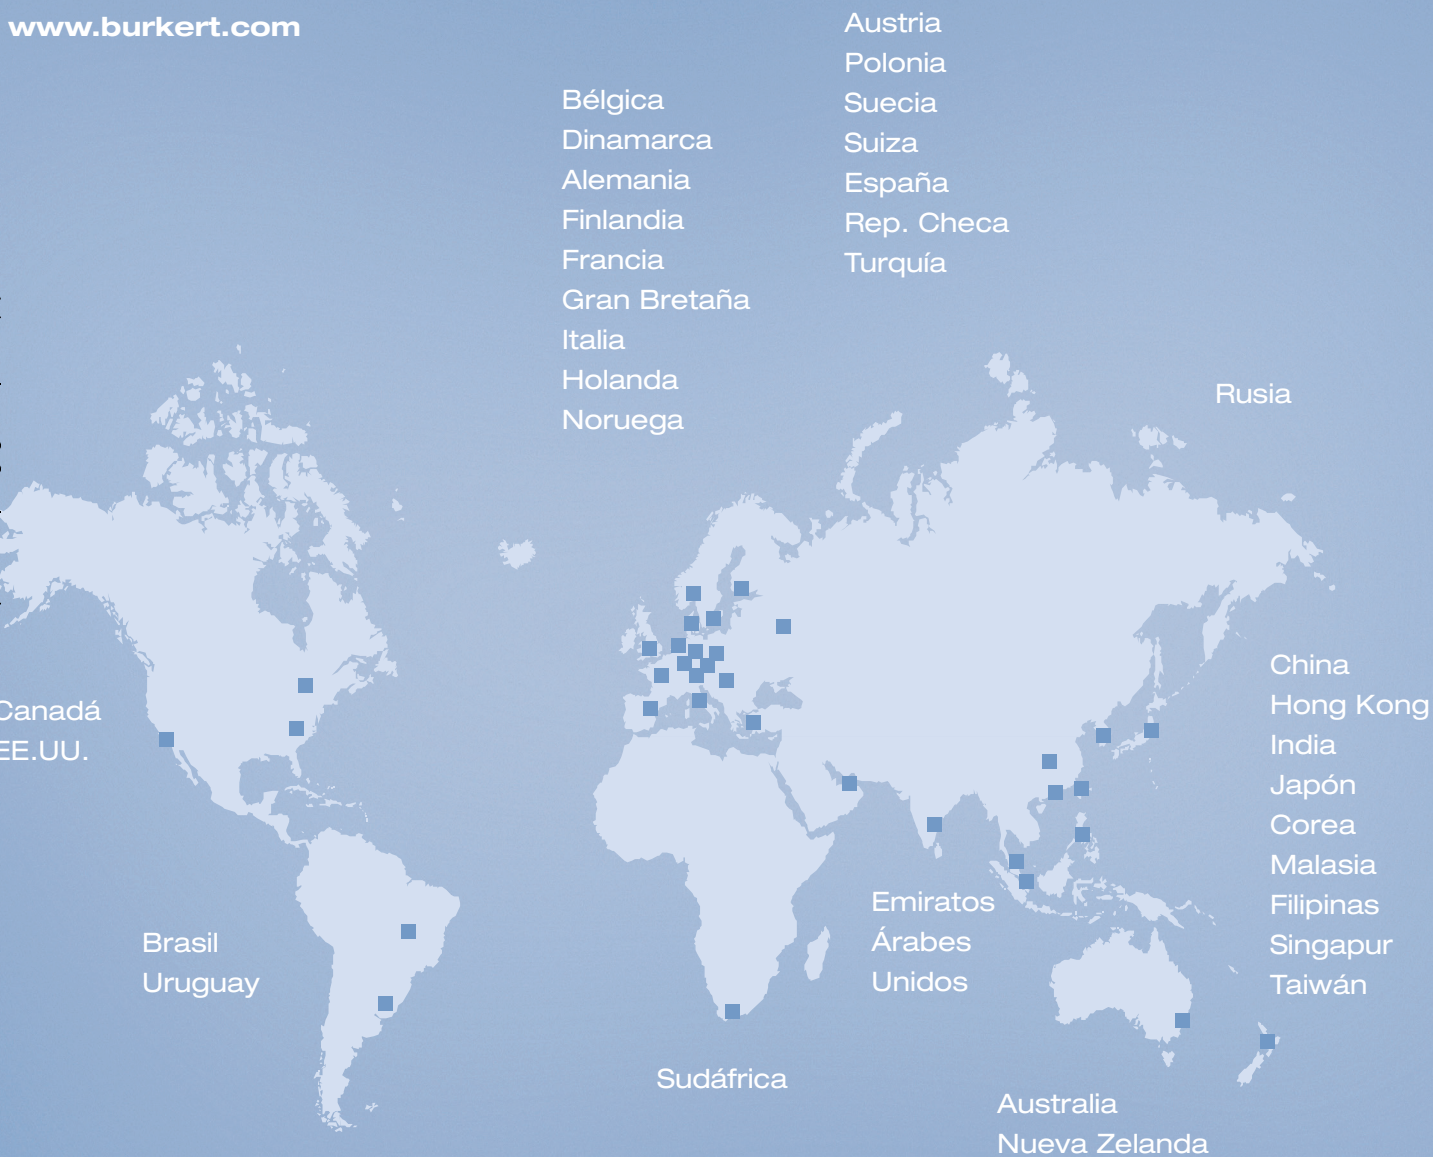 www.burkert.com
Austria
Polonia
Suecia
Suiza
España
Rep. Checa
Turquía
Bélgica
Dinamarca
Alemania
Finlandia
Francia
Gran Bretaña
Italia
Holanda
Noruega
Rusia
Canadá
EE.UU.
China
Hong Kong
India
Japón
Corea
Malasia
Filipinas
Singapur
Taiwán
Brasil
Uruguay
Emiratos
Árabes
Unidos
Sudáfrica
Australia
Nueva Zelanda